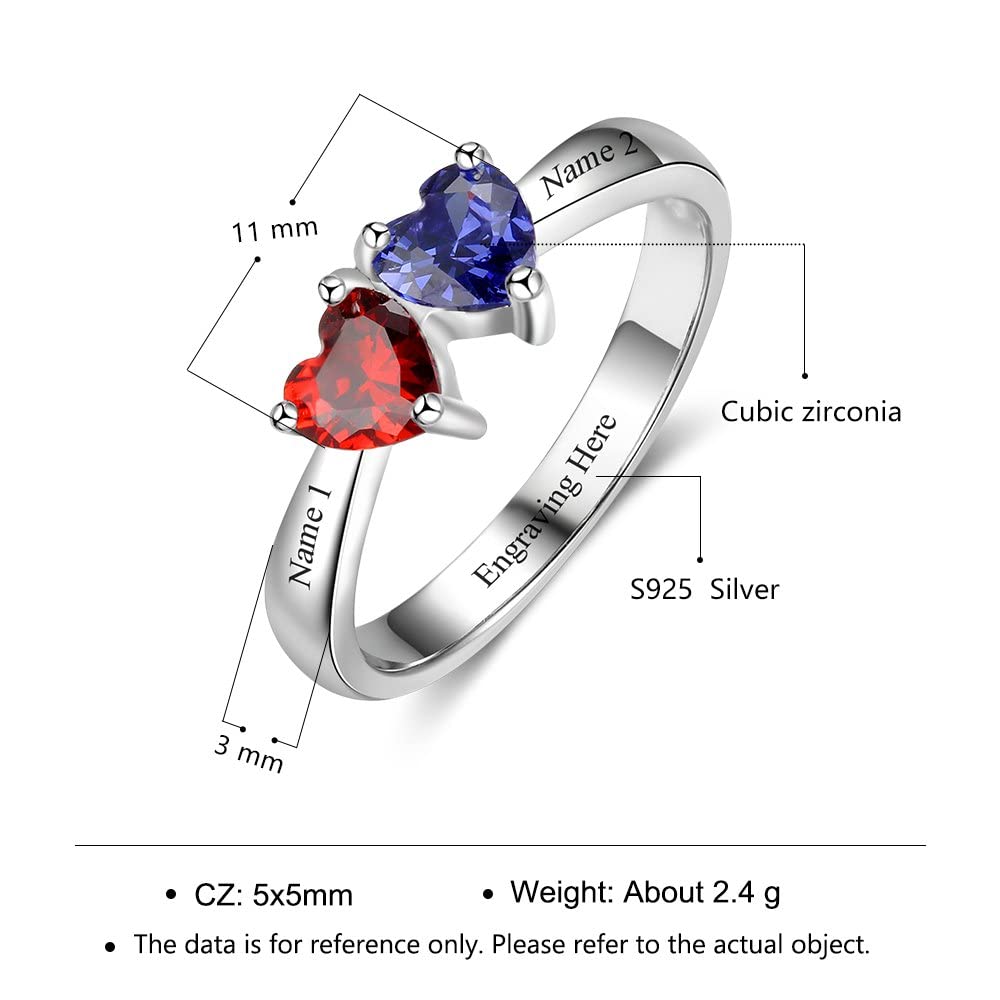 Name 2
11 mm
Cubic zirconia
Engraving Here
Name 1
S925 Silver
3 mm
• CZ: 5x5mm
• Weight: About 2.4 g
• The data is for reference only. Please refer to the actual object.